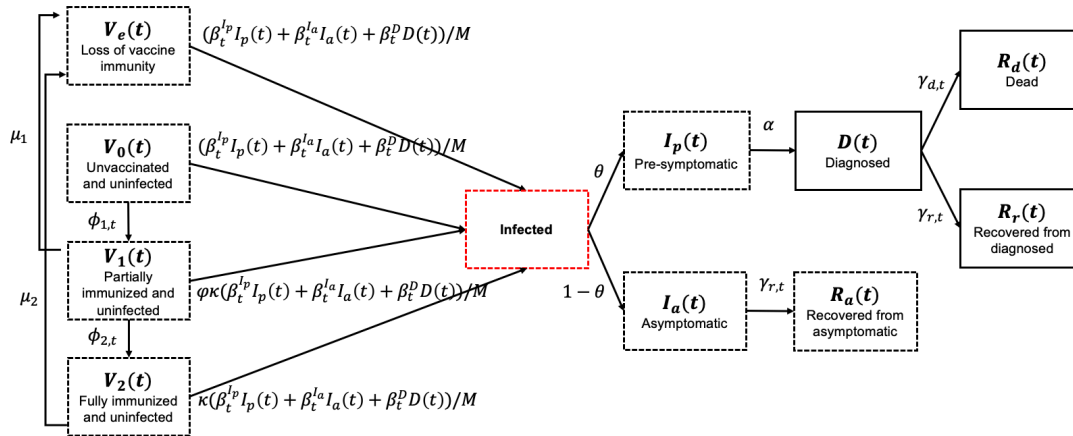 V_e(t)
Loss of vaccine
immunity
(β_t^{I_p} I_p(t) + β_t^{I_a} I_a(t) + β_t^D D(t))/M
μ_1
V_0(t)
Unvaccinated
and uninfected
(β_t^{I_p} I_p(t) + β_t^{I_a} I_a(t) + β_t^D D(t))/M
ϕ_{1,t}
V_1(t)
Partially
immunized and
uninfected
φκ(β_t^{I_p} I_p(t) + β_t^{I_a} I_a(t) + β_t^D D(t))/M
μ_2
ϕ_{2,t}
V_2(t)
Fully immunized
and uninfected
κ(β_t^{I_p} I_p(t) + β_t^{I_a} I_a(t) + β_t^D D(t))/M
Infected
θ
1 − θ
I_p(t)
Pre-symptomatic
α
D(t)
Diagnosed
γ_{d,t}
R_d(t)
Dead
γ_{r,t}
R_r(t)
Recovered from
diagnosed
I_a(t)
Asymptomatic
γ_{r,t}
R_a(t)
Recovered from
asymptomatic